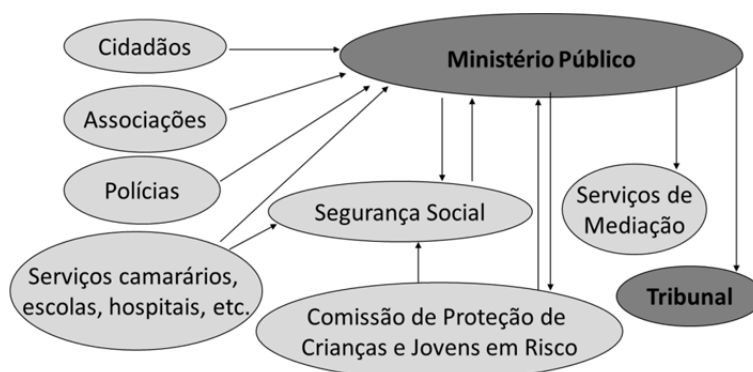 Cidadãos
Ministério Público
Associações
Polícias
Segurança Social
Serviços de
Mediação
Serviços camarários,
escolas, hospitais, etc.
Tribunal
Comissão de Proteção de
Crianças e Jovens em Risco